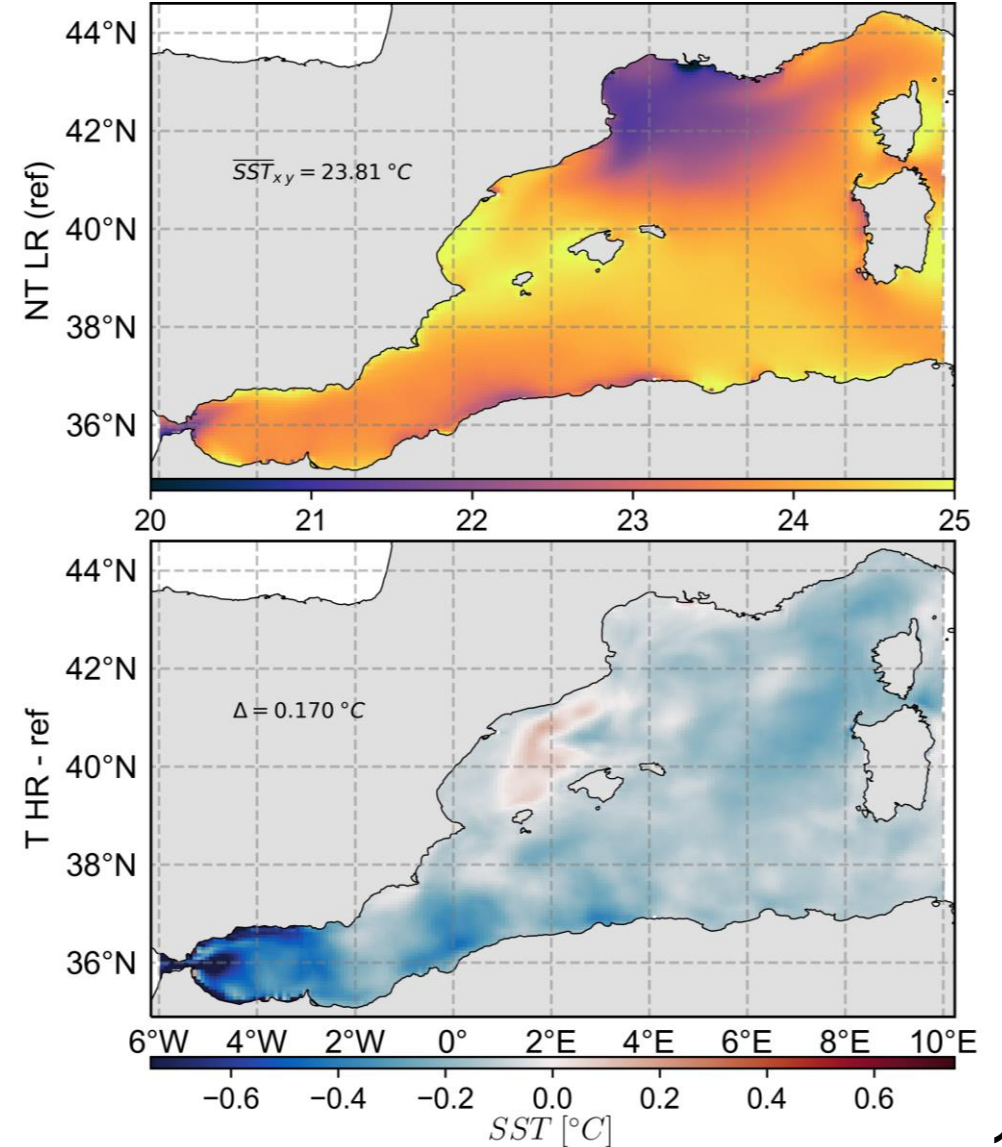 44°N
42°N
40°N
38°N
36°N
NT LR (ref)
$\overline{SST}_{xy} = 23.81\ °C$
20 21 22 23 24 25
44°N
42°N
40°N
38°N
36°N
T HR - ref
Δ = 0.170 °C
6°W 4°W 2°W 0° 2°E 4°E 6°E 8°E 10°E
−0.6 −0.4 −0.2 0.0 0.2 0.4 0.6
SST [°C]